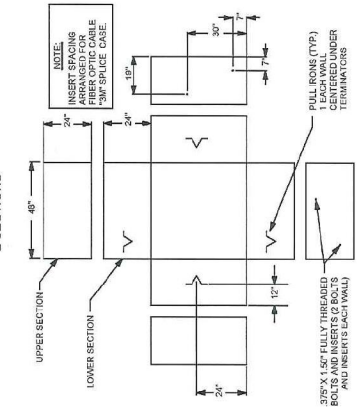 NOTE:
INSERT SPACING
ARRANGED FOR
FIBER OPTIC CABLE
"3M" SPLICE CASE.
48"
24"
24"
UPPER SECTION
LOWER SECTION
30"
7"
19"
7"
PULL IRONS (TYP.)
1 EACH WALL
CENTERED UNDER
TERMINATORS
12"
24"
.375" X 1.50" FULLY THREADED
BOLTS AND INSERTS (2 BOLTS
AND INSERTS EACH WALL)